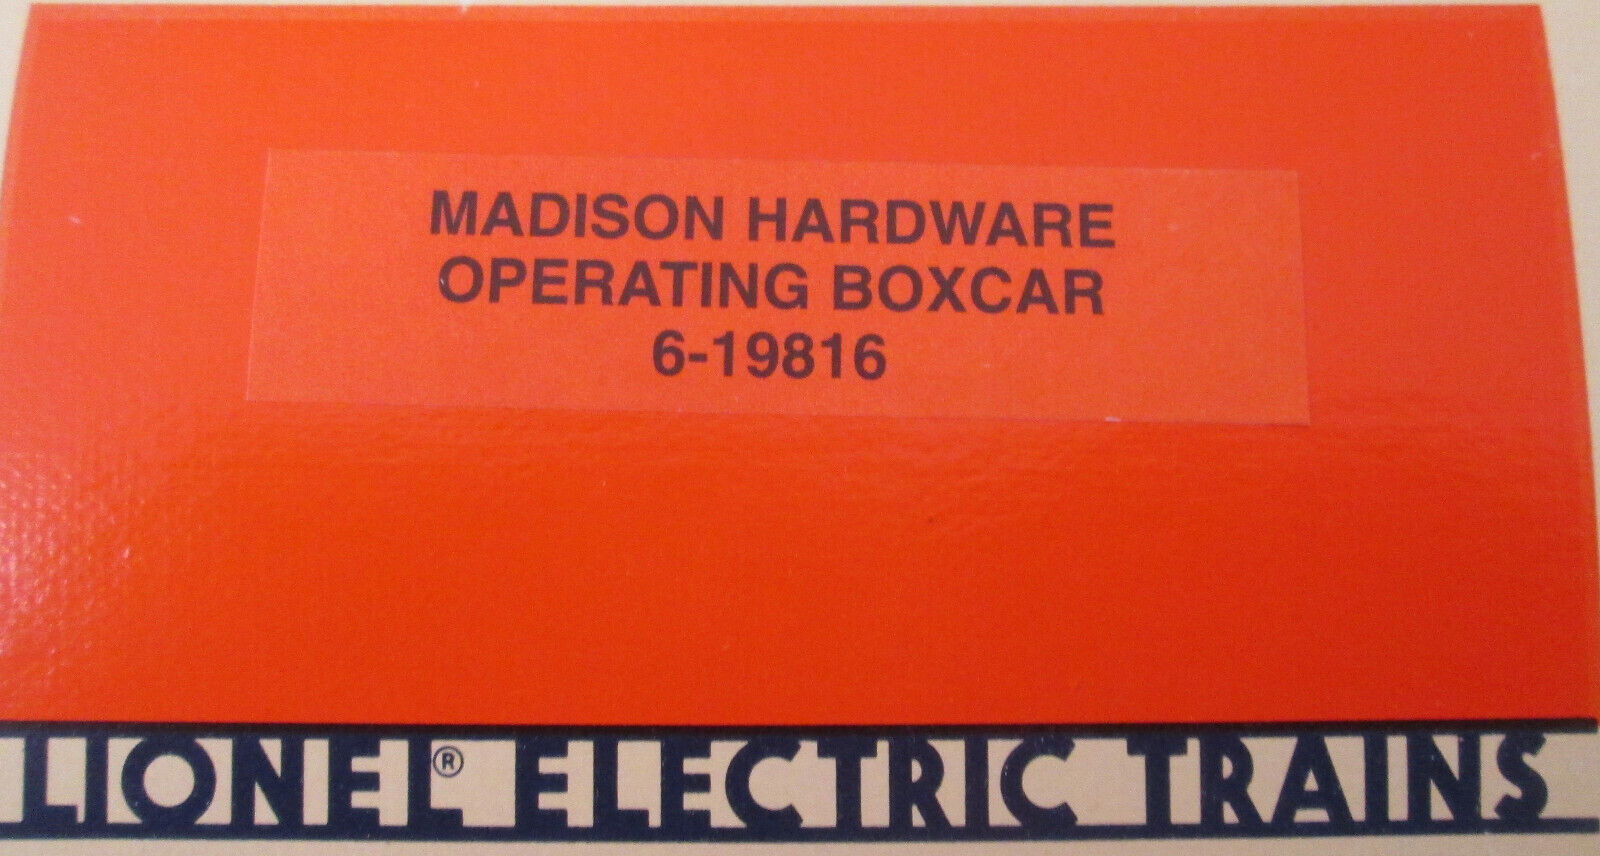 MADISON HARDWARE
OPERATING BOXCAR
6-19816
LIONEL® ELECTRIC TRAINS